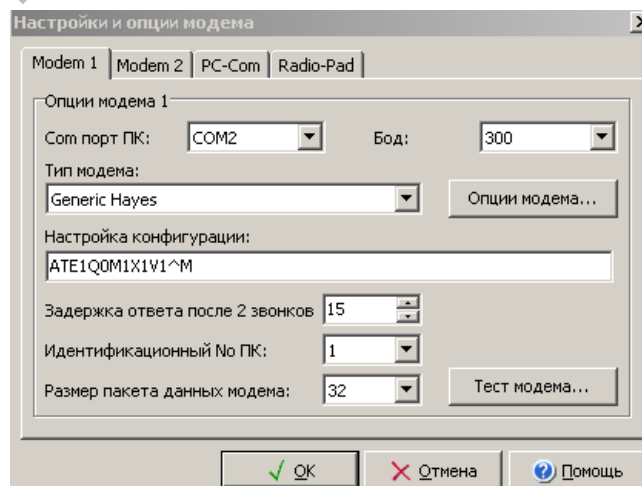 Настройки и опции модема
Modem 1 Modem 2 PC-Com Radio-Pad
Опции модема 1
Com порт ПК: COM2 Бод: 300
Тип модема:
Generic Hayes Опции модема...
Настройка конфигурации:
ATE1Q0M1X1V1^M
Задержка ответа после 2 звонков 15
Идентификационный No ПК: 1
Размер пакета данных модема: 32 Тест модема...
OK Отмена Помощь